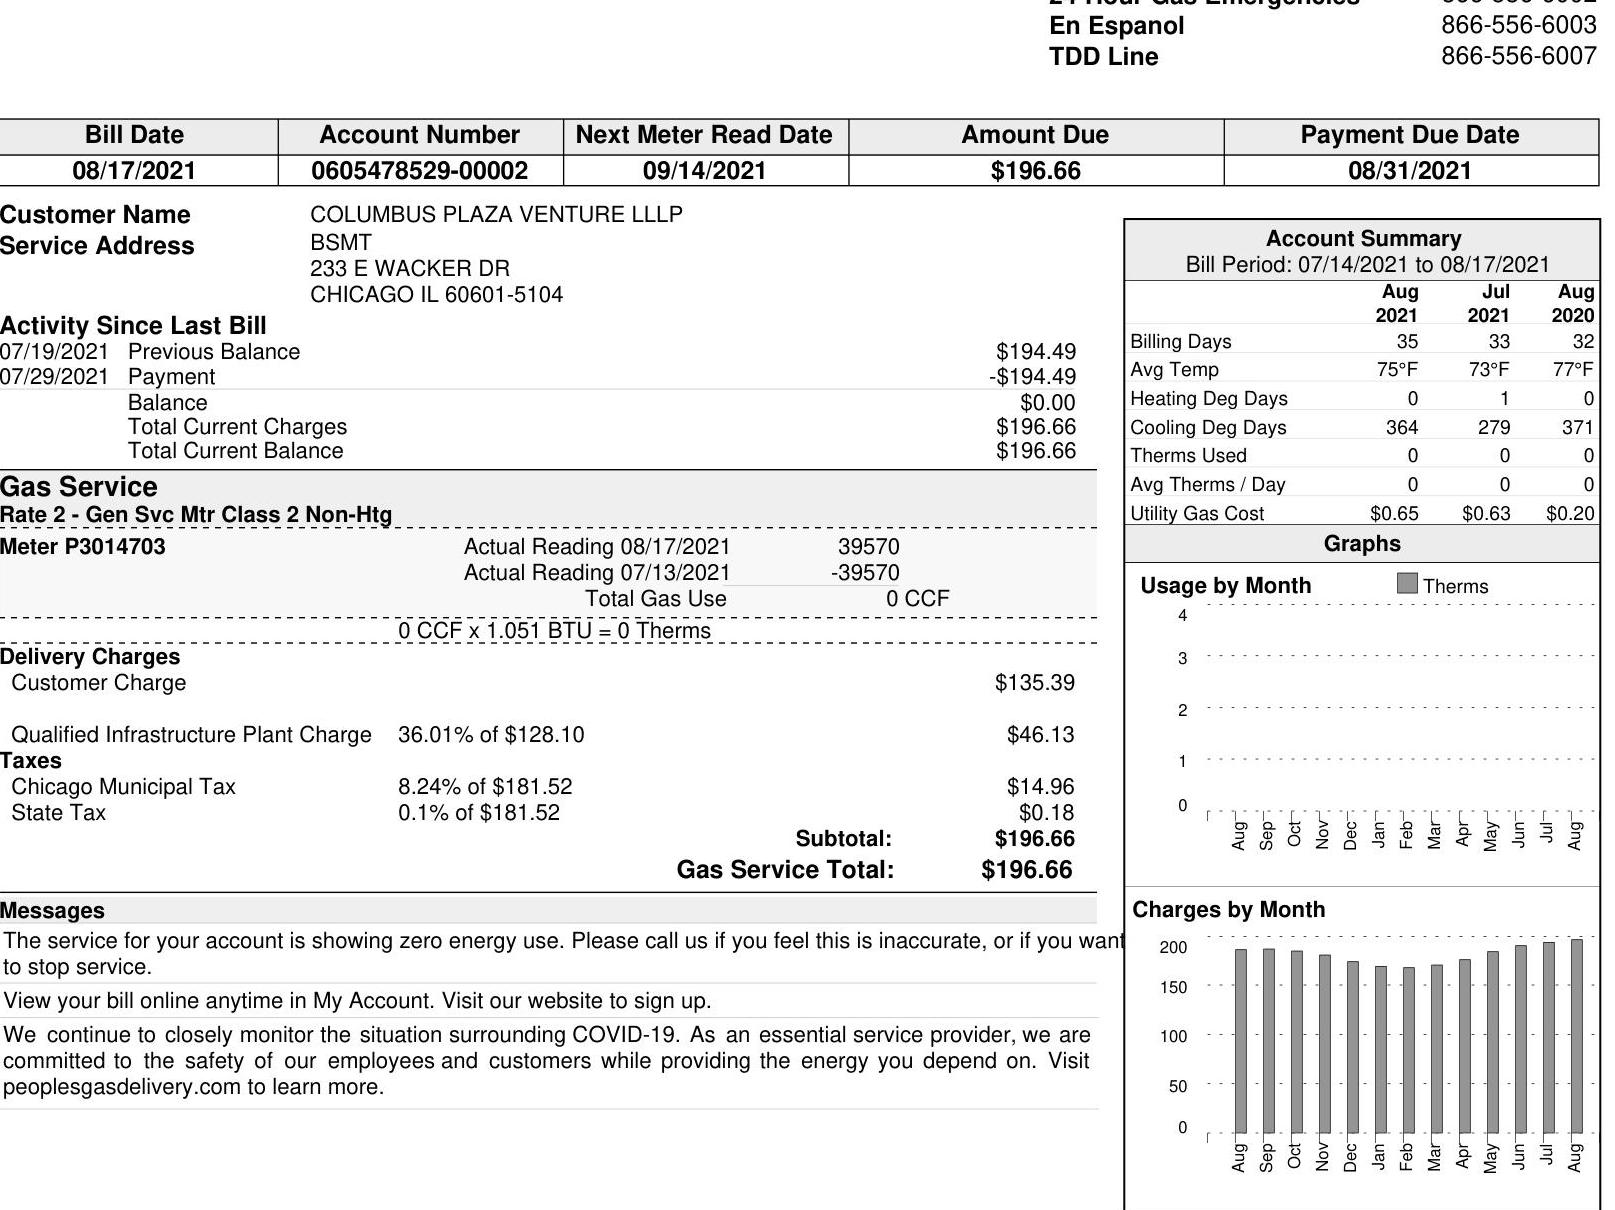 24 Hour Gas Emergencies 866-556-6002
En Espanol 866-556-6003
TDD Line 866-556-6007
Bill Date Account Number Next Meter Read Date Amount Due Payment Due Date
08/17/2021 0605478529-00002 09/14/2021 $196.66 08/31/2021
Customer Name COLUMBUS PLAZA VENTURE LLLP
Service Address BSMT
233 E WACKER DR
CHICAGO IL 60601-5104
Activity Since Last Bill
07/19/2021 Previous Balance $194.49
07/29/2021 Payment -$194.49
Balance $0.00
Total Current Charges $196.66
Total Current Balance $196.66
Gas Service
Rate 2 - Gen Svc Mtr Class 2 Non-Htg
Meter P3014703 Actual Reading 08/17/2021 39570
Actual Reading 07/13/2021 -39570
Total Gas Use 0 CCF
0 CCF x 1.051 BTU = 0 Therms
Delivery Charges
Customer Charge $135.39
Qualified Infrastructure Plant Charge 36.01% of $128.10 $46.13
Taxes
Chicago Municipal Tax 8.24% of $181.52 $14.96
State Tax 0.1% of $181.52 $0.18
Subtotal: $196.66
Gas Service Total: $196.66
Messages
The service for your account is showing zero energy use. Please call us if you feel this is inaccurate, or if you want
to stop service.
View your bill online anytime in My Account. Visit our website to sign up.
We continue to closely monitor the situation surrounding COVID-19. As an essential service provider, we are
committed to the safety of our employees and customers while providing the energy you depend on. Visit
peoplesgasdelivery.com to learn more.
Account Summary
Bill Period: 07/14/2021 to 08/17/2021
Aug Jul Aug
2021 2021 2020
Billing Days 35 33 32
Avg Temp 75°F 73°F 77°F
Heating Deg Days 0 1 0
Cooling Deg Days 364 279 371
Therms Used 0 0 0
Avg Therms / Day 0 0 0
Utility Gas Cost $0.65 $0.63 $0.20
Graphs
Usage by Month Therms
4
3
2
1
0
Aug Sep Oct Nov Dec Jan Feb Mar Apr May Jun Jul Aug
Charges by Month
200
150
100
50
0
Aug Sep Oct Nov Dec Jan Feb Mar Apr May Jun Jul Aug